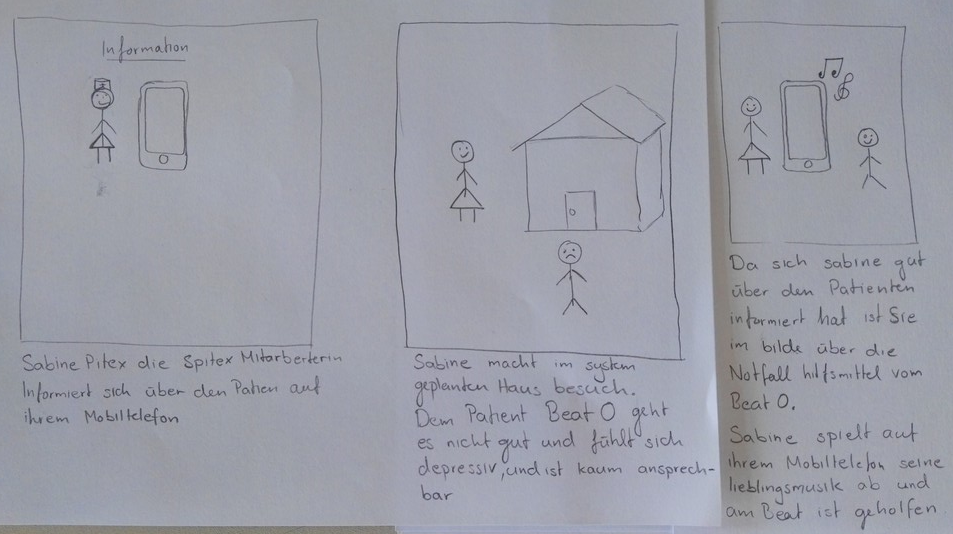 Information
Sabine Pitex die Spitex Mitarbeiterin
Informiert sich über den Patien auf
ihrem Mobiltelefon
Sabine macht im system
geplanten Haus besuch.
Dem Patient Beat O geht
es nicht gut und fühlt sich
depressiv, und ist kaum ansprech-
bar
Da sich sabine gut
über den Patienten
informiert hat ist Sie
im bilde über die
Notfall hilfsmittel vom
Beat O.
Sabine spielt auf
ihrem Mobiltelefon seine
lieblingsmusik ab und
am Beat ist geholfen